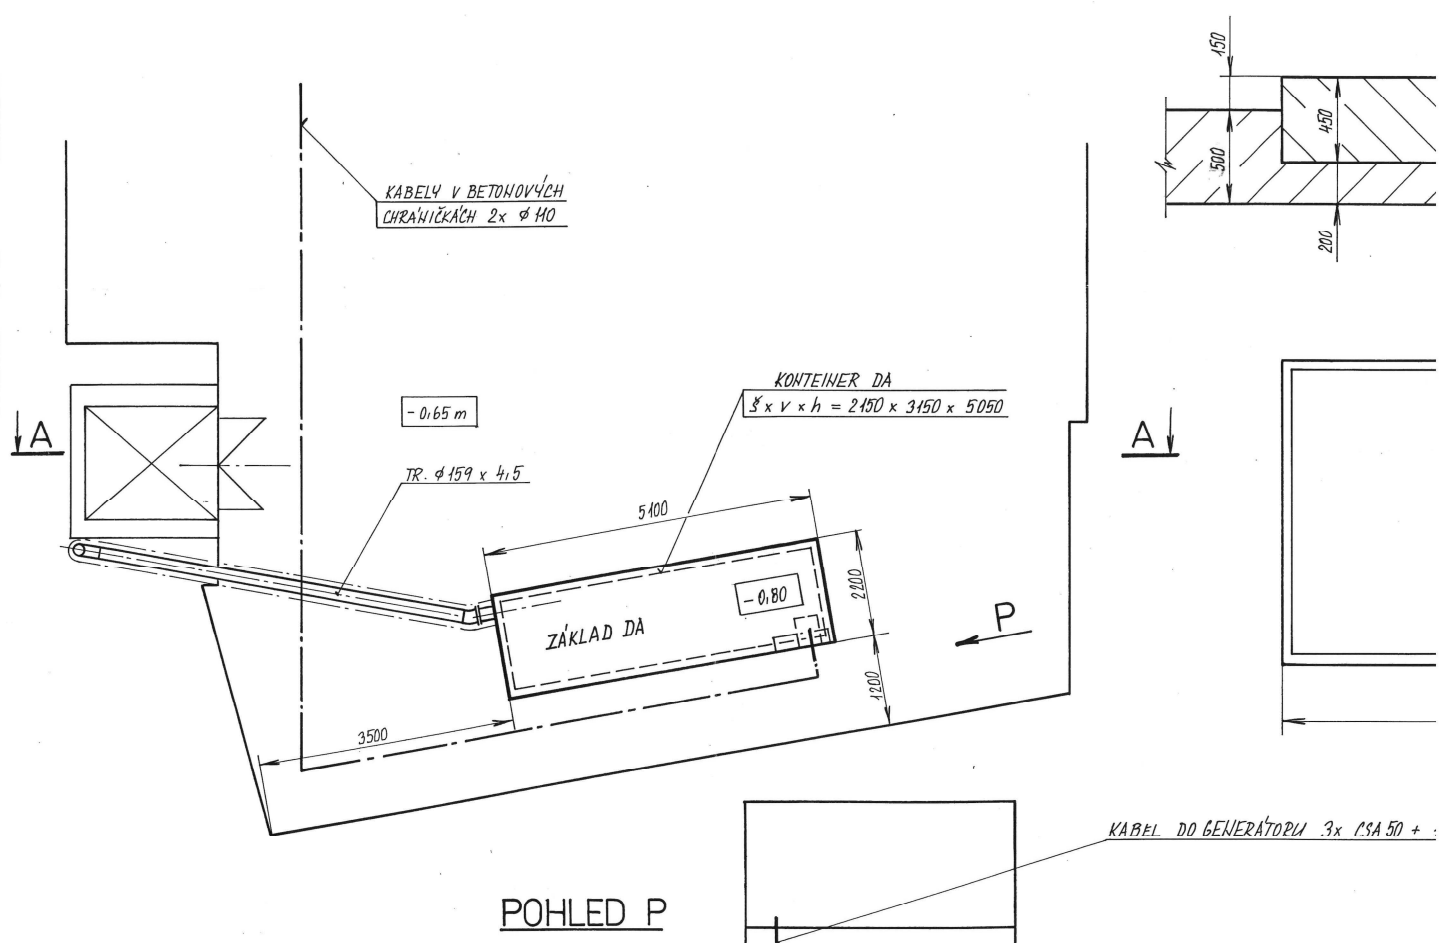 150
450
500
200
KABELY V BETONOVÝCH
CHRÁNIČKÁCH 2x ϕ 110
KONTEINER DA
Š x V x h = 2150 x 3150 x 5050
- 0,65 m
A
A
TR. ϕ 159 x 4,5
5100
2200
- 0,80
ZÁKLAD DA
P
1200
3500
KABEL DO GENERÁTORU 3x CSA 50 +
POHLED P